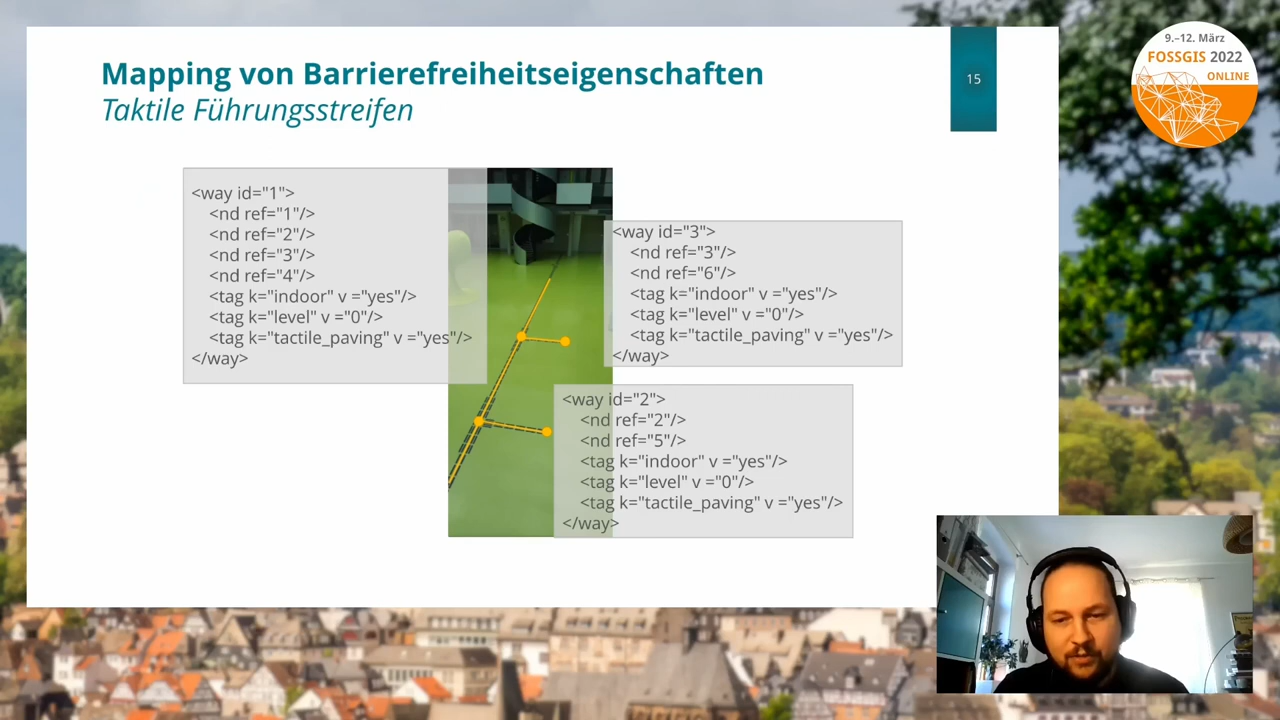 Mapping von Barrierefreiheitseigenschaften
Taktile Führungsstreifen
15
9.–12. März
FOSSGIS 2022
ONLINE
<way id="1">
<nd ref="1"/>
<nd ref="2"/>
<nd ref="3"/>
<nd ref="4"/>
<tag k="indoor" v ="yes"/>
<tag k="level" v ="0"/>
<tag k="tactile_paving" v ="yes"/>
</way>
<way id="3">
<nd ref="3"/>
<nd ref="6"/>
<tag k="indoor" v ="yes"/>
<tag k="level" v ="0"/>
<tag k="tactile_paving" v ="yes"/>
</way>
<way id="2">
<nd ref="2"/>
<nd ref="5"/>
<tag k="indoor" v ="yes"/>
<tag k="level" v ="0"/>
<tag k="tactile_paving" v ="yes"/>
</way>